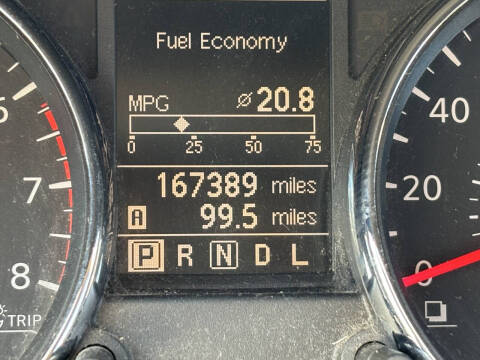 Fuel Economy
MPG 20.8
0 25 50 75
167389 miles
A 99.5 miles
P R N D L
7
8
TRIP
40
20
0